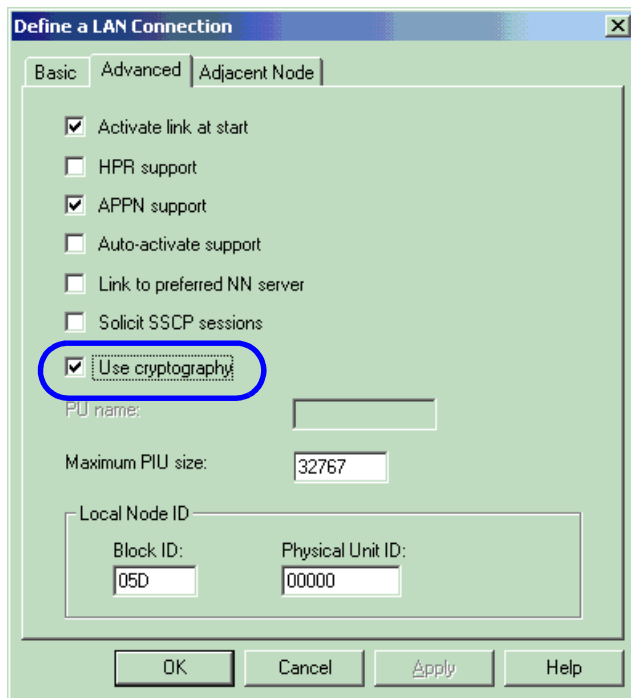 Define a LAN Connection
Basic Advanced Adjacent Node
Activate link at start
HPR support
APPN support
Auto-activate support
Link to preferred NN server
Solicit SSCP sessions
Use cryptography
PU name:
Maximum PIU size: 32767
Local Node ID
Block ID: Physical Unit ID:
05D 00000
OK Cancel Apply Help